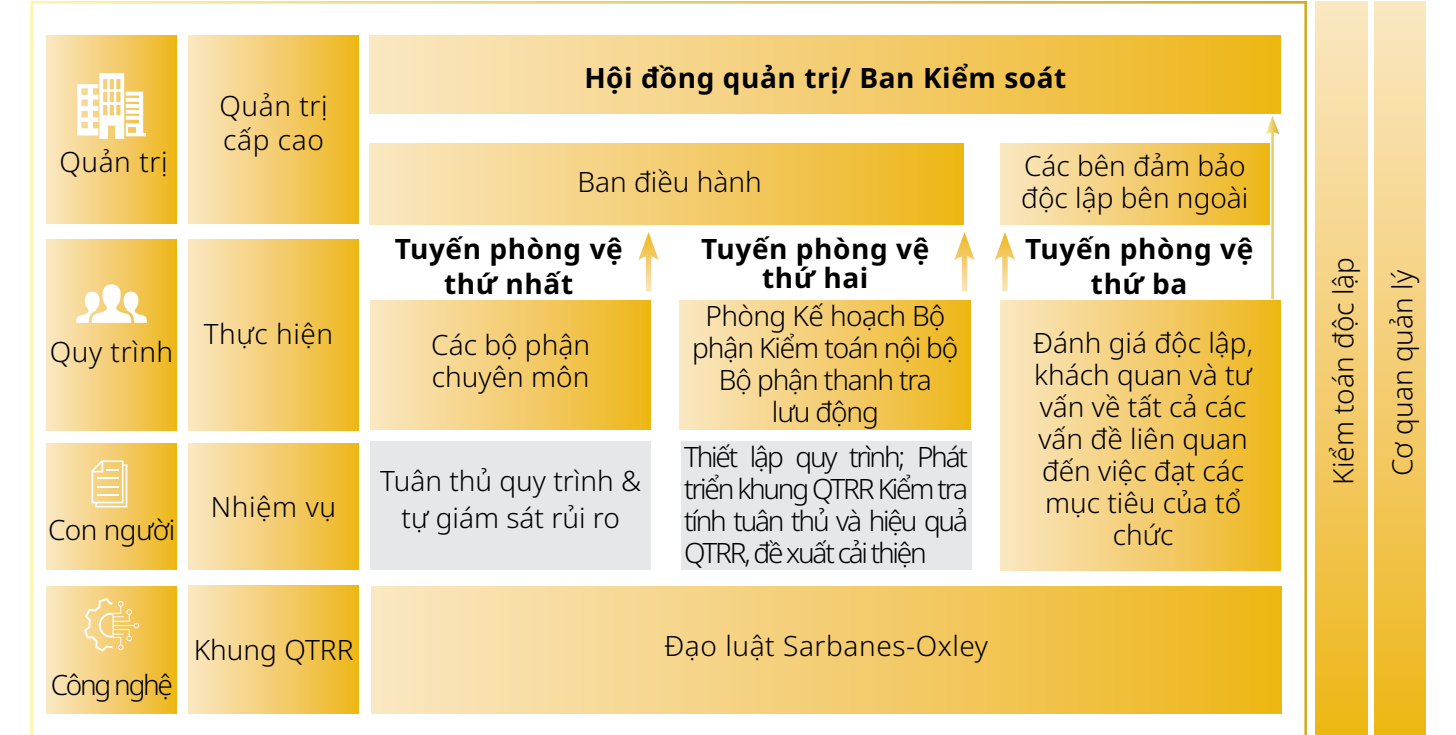 Hội đồng quản trị/ Ban Kiểm soát
Quản trị
Quản trị
cấp cao
Ban điều hành
Các bên đảm bảo
độc lập bên ngoài
Tuyến phòng vệ
thứ nhất
Tuyến phòng vệ
thứ hai
Tuyến phòng vệ
thứ ba
Quy trình
Thực hiện
Các bộ phận
chuyên môn
Phòng Kế hoạch Bộ
phận Kiểm toán nội bộ
Bộ phận thanh tra
lưu động
Đánh giá độc lập,
khách quan và tư
vấn về tất cả các
vấn đề liên quan
đến việc đạt các
mục tiêu của tổ
chức
Con người
Nhiệm vụ
Tuân thủ quy trình &
tự giám sát rủi ro
Thiết lập quy trình; Phát
triển khung QTRR Kiểm tra
tính tuân thủ và hiệu quả
QTRR, đề xuất cải thiện
Công nghệ
Khung QTRR
Đạo luật Sarbanes-Oxley
Kiểm toán độc lập
Cơ quan quản lý